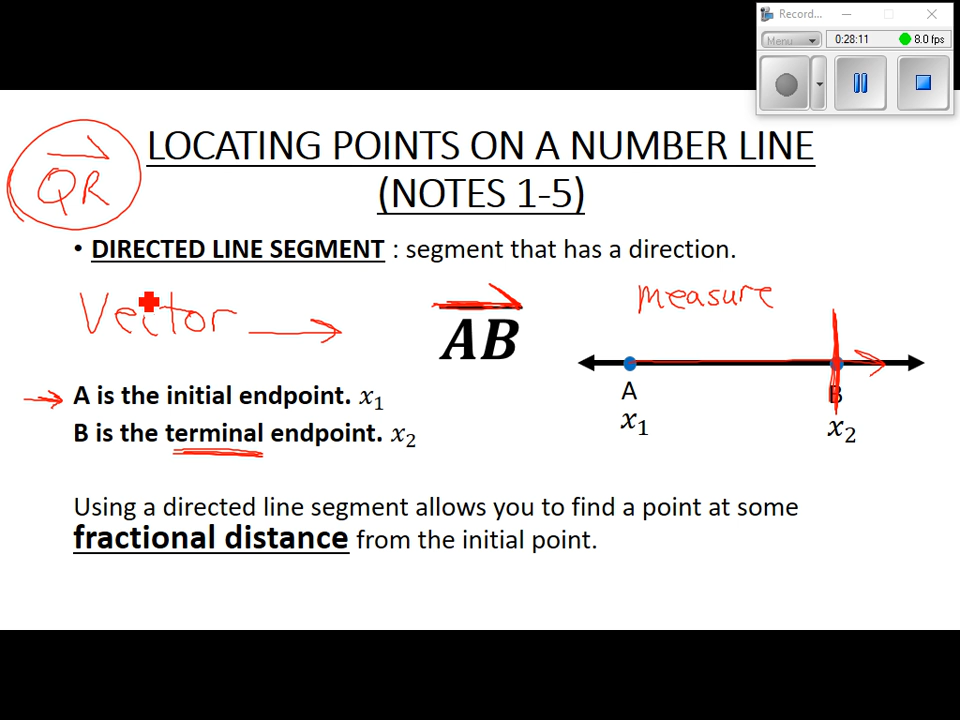 Record...
Menu
0:28:11
8.0 fps
QR
LOCATING POINTS ON A NUMBER LINE
(NOTES 1-5)
• DIRECTED LINE SEGMENT : segment that has a direction.
Vector
AB
measure
A is the initial endpoint. x₁
B is the terminal endpoint. x₂
A
B
x₁
x₂
Using a directed line segment allows you to find a point at some
fractional distance from the initial point.